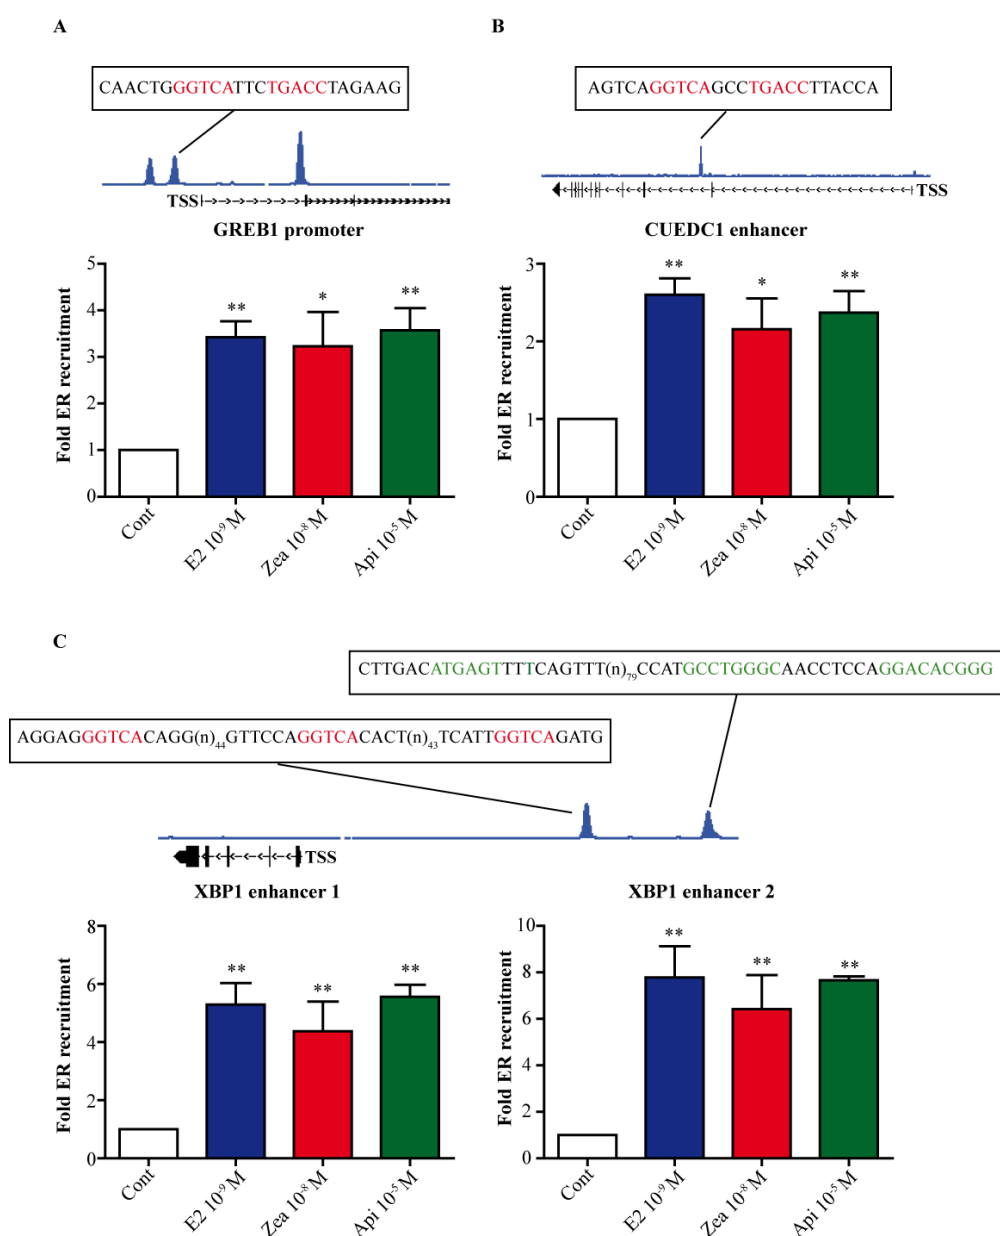 A
CAACTGGGTCATTCTGACCTAGAAG
TSS
GREB1 promoter
Fold ER recruitment
5
4
3
2
1
0
**
*
**
Cont
E2 10⁻⁹ M
Zea 10⁻⁸ M
Api 10⁻⁵ M
B
AGTCAGGTCAGCCTGACCTTACCA
TSS
CUEDC1 enhancer
Fold ER recruitment
3
2
1
0
**
*
**
Cont
E2 10⁻⁹ M
Zea 10⁻⁸ M
Api 10⁻⁵ M
C
CTTGACATGAGTTTTCAGTTT(n)₇₉CCATGCCTGGGCAACCTCCAGGACACGGG
AGGAGGGTCACAGG(n)₄₄GTTCCAGGTCACACT(n)₄₃TCATTGGTCAGATG
TSS
XBP1 enhancer 1
Fold ER recruitment
8
6
4
2
0
**
**
**
Cont
E2 10⁻⁹ M
Zea 10⁻⁸ M
Api 10⁻⁵ M
XBP1 enhancer 2
Fold ER recruitment
10
8
6
4
2
0
**
**
**
Cont
E2 10⁻⁹ M
Zea 10⁻⁸ M
Api 10⁻⁵ M